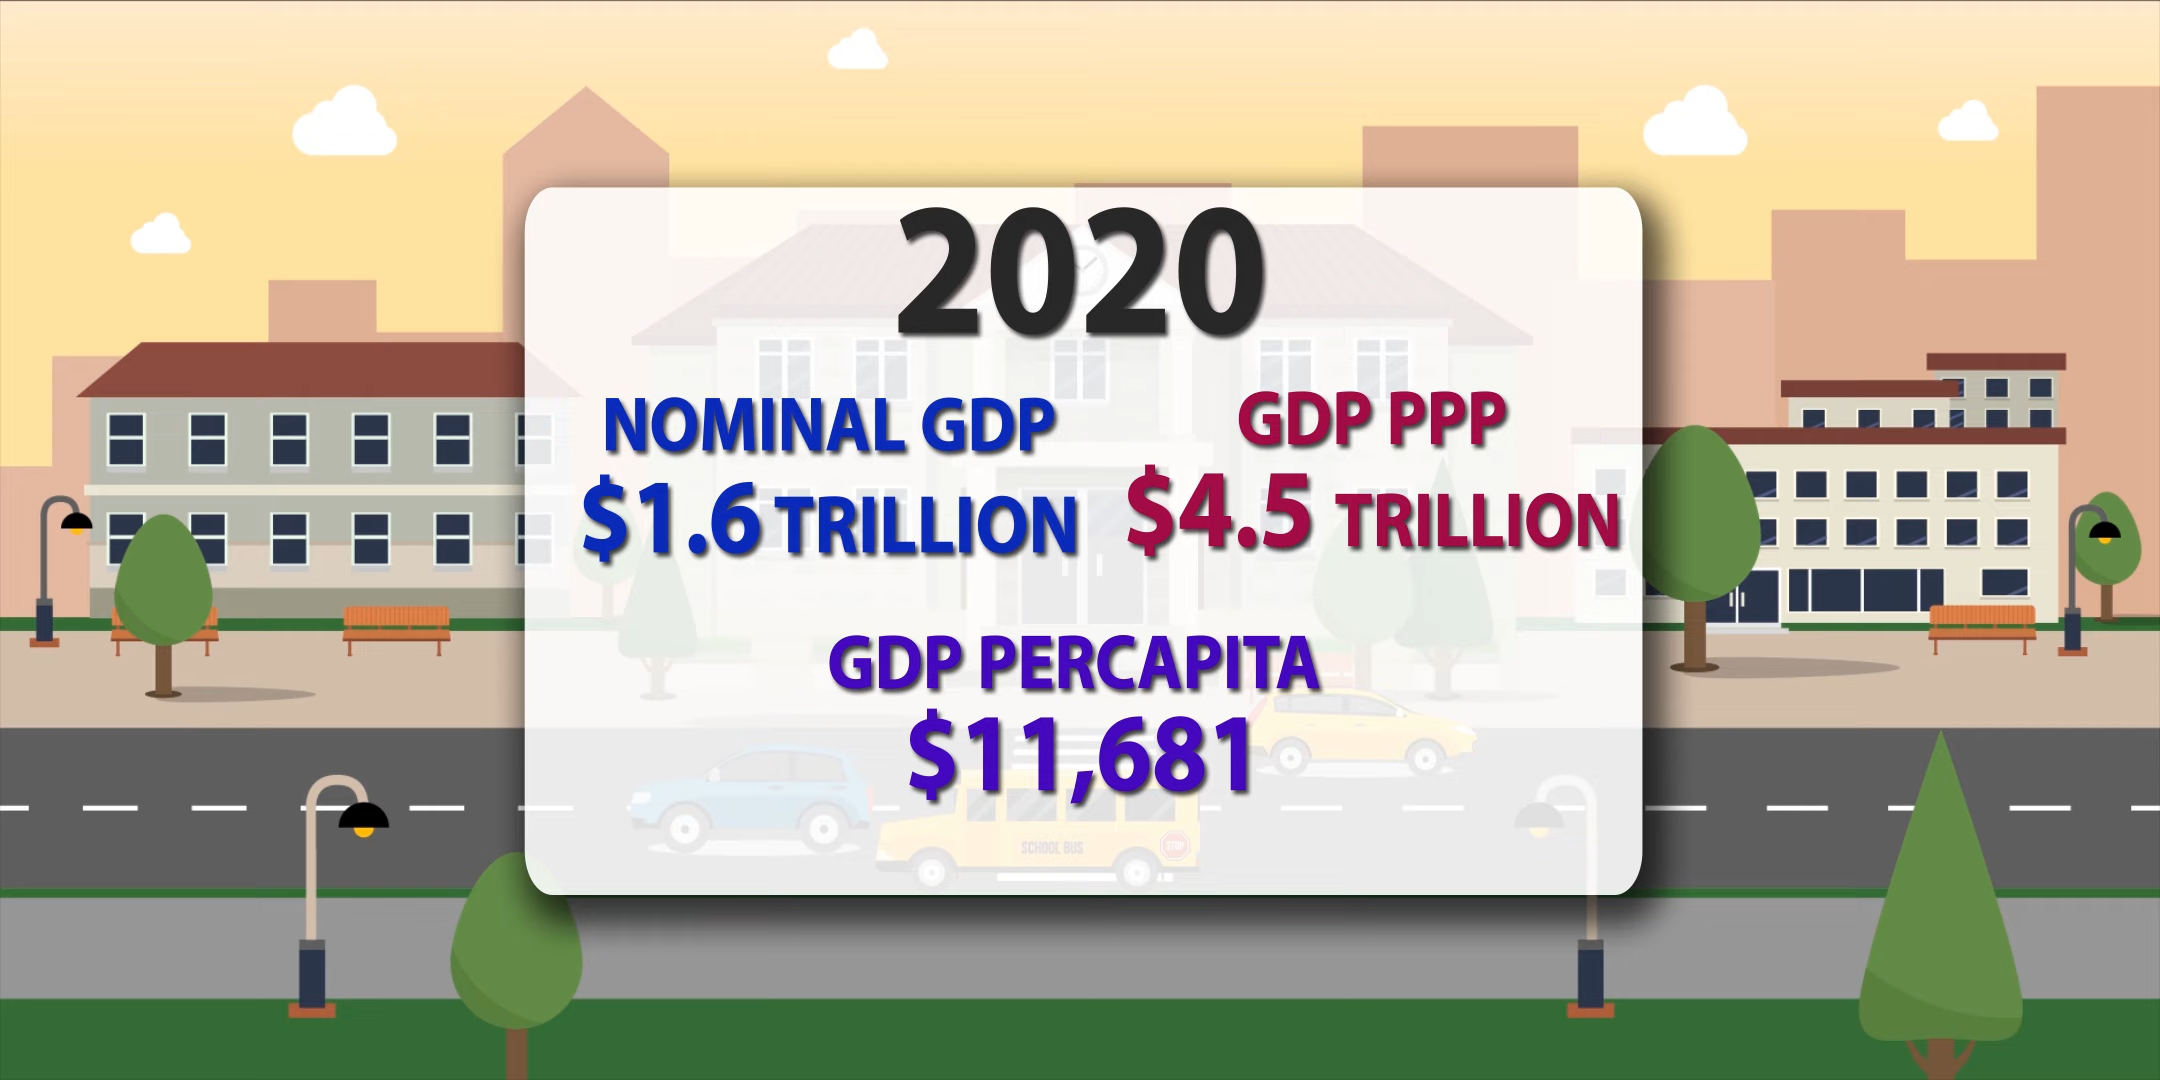 2020
NOMINAL GDP
$1.6 TRILLION
GDP PPP
$4.5 TRILLION
GDP PERCAPITA
$11,681
SCHOOL BUS
STOP